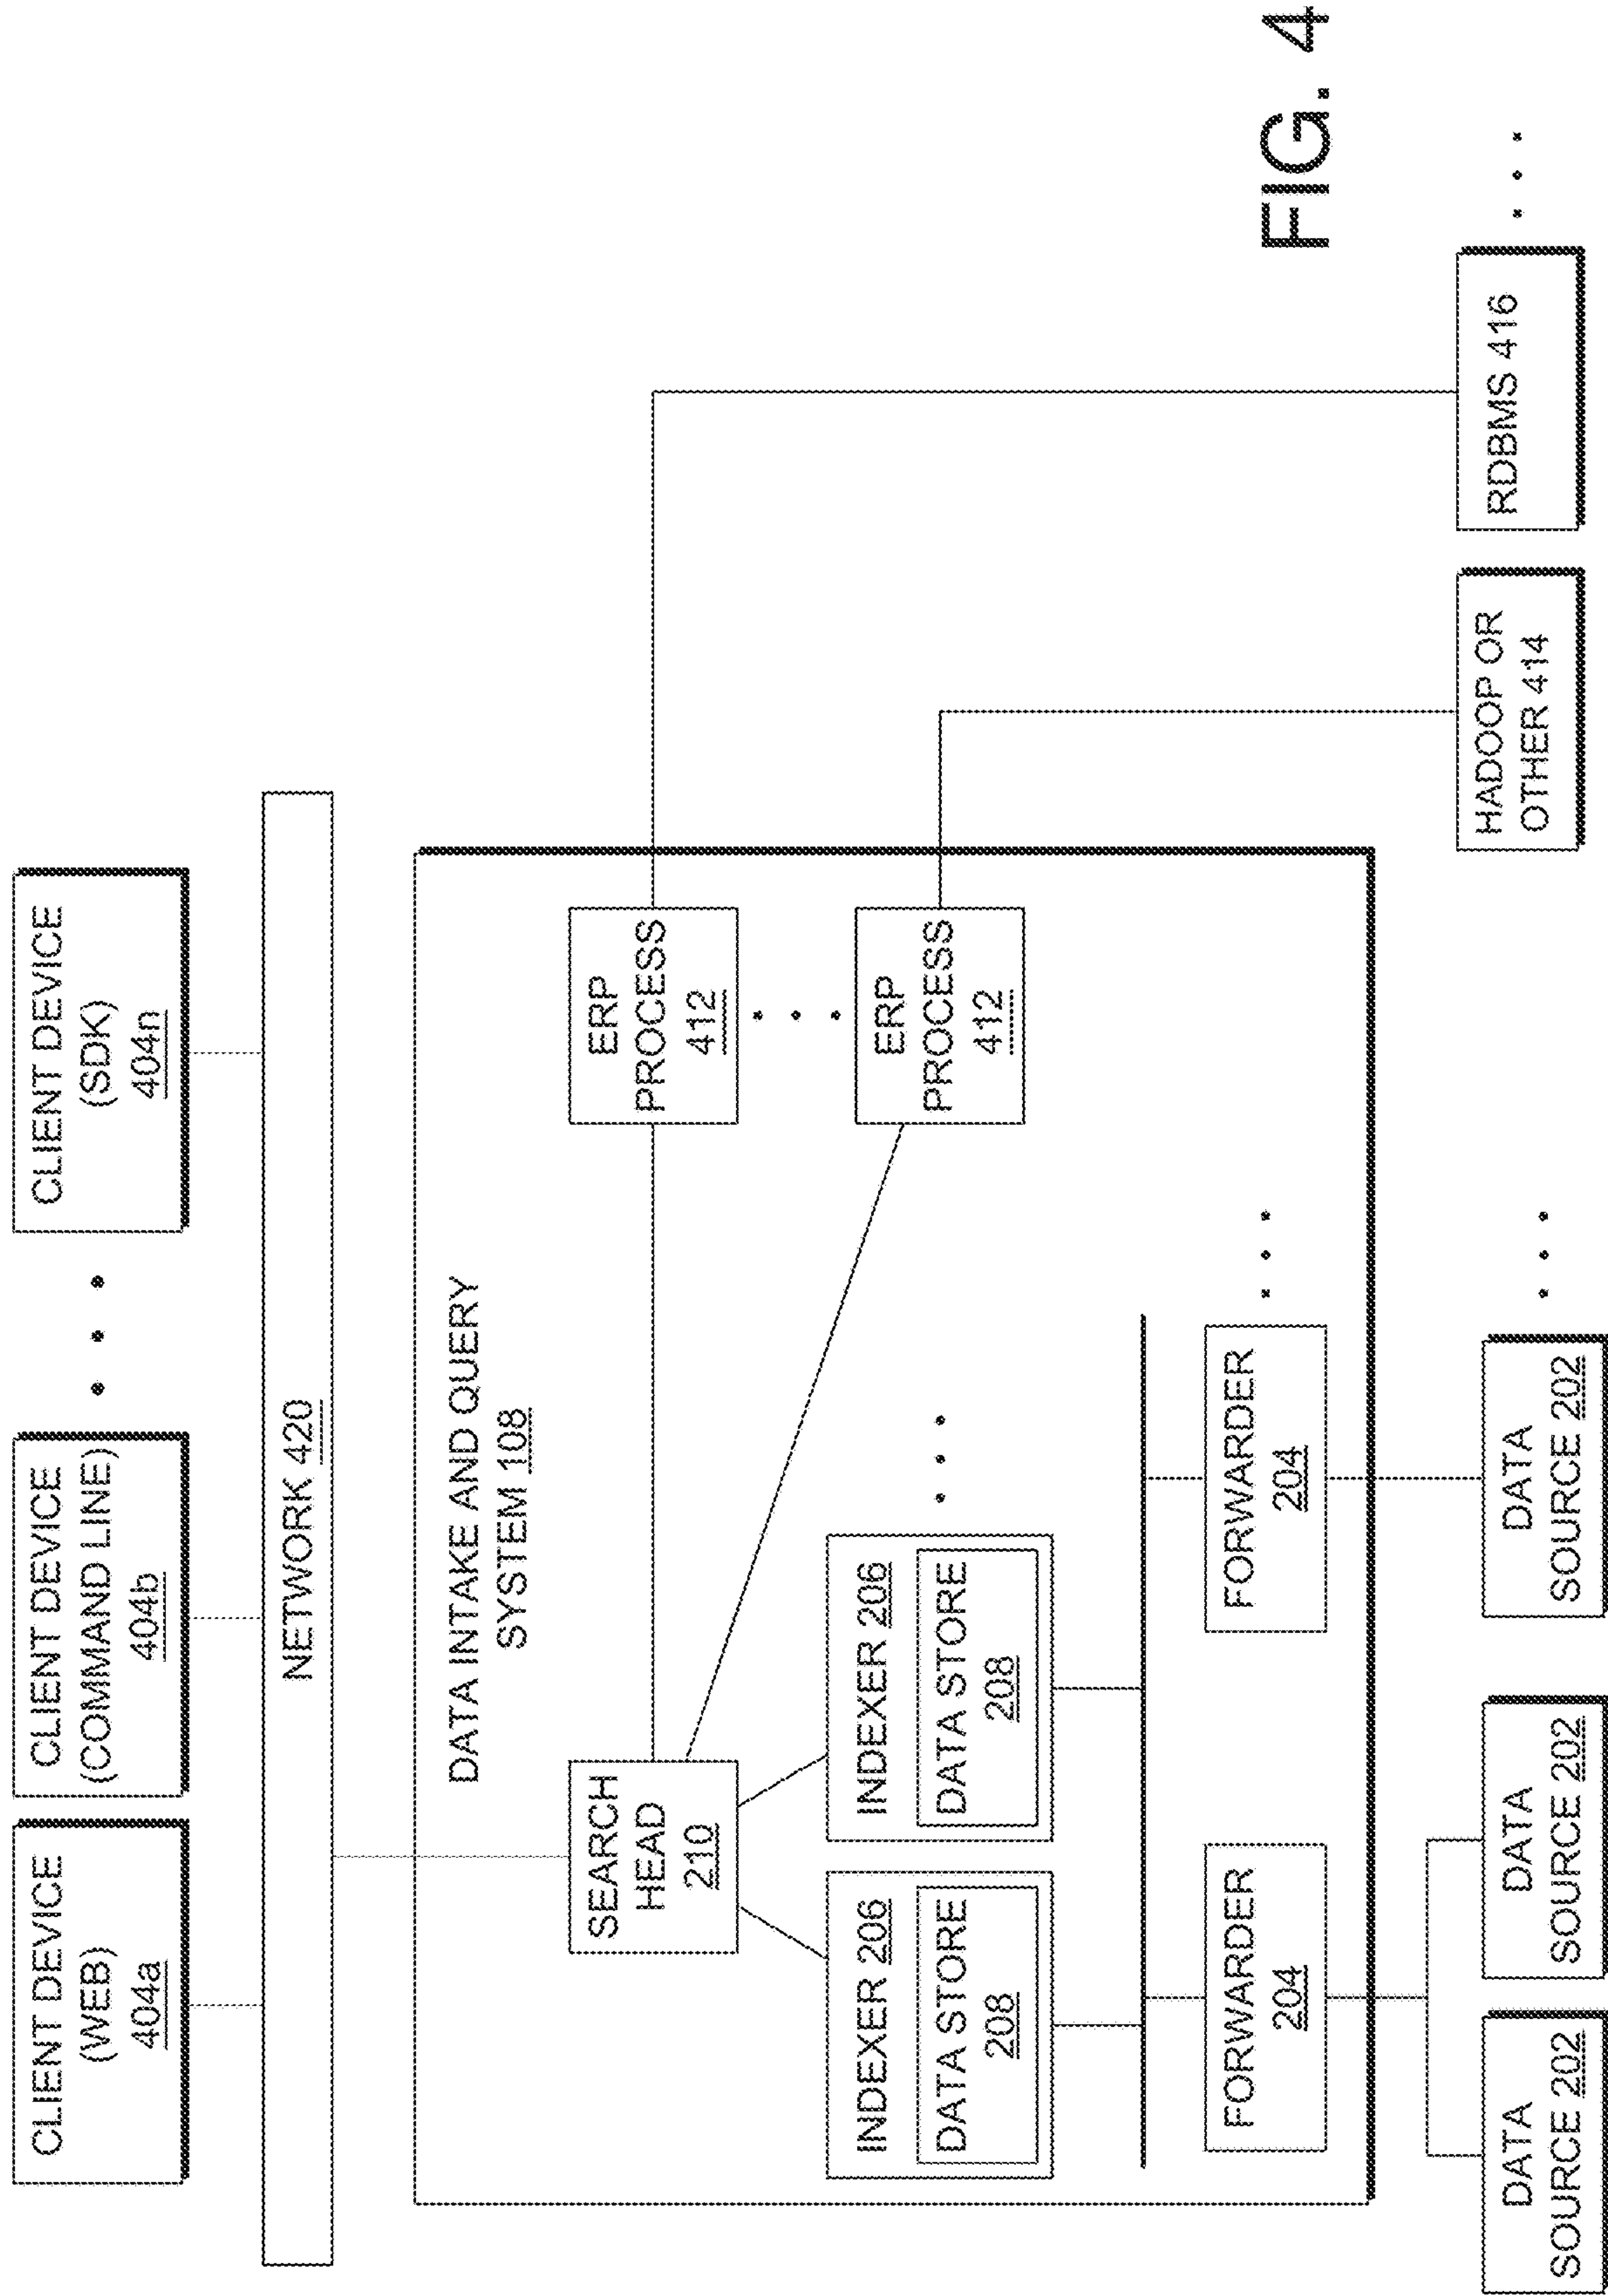 CLIENT DEVICE
(WEB)
404a
CLIENT DEVICE
(COMMAND LINE)
404b
CLIENT DEVICE
(SDK)
404n
NETWORK 420
DATA INTAKE AND QUERY
SYSTEM 108
SEARCH
HEAD
210
ERP
PROCESS
412
ERP
PROCESS
412
INDEXER 206
DATA STORE
208
INDEXER 206
DATA STORE
208
FORWARDER
204
FORWARDER
204
DATA
SOURCE 202
DATA
SOURCE 202
DATA
SOURCE 202
HADOOP OR
OTHER 414
RDBMS 416
FIG. 4